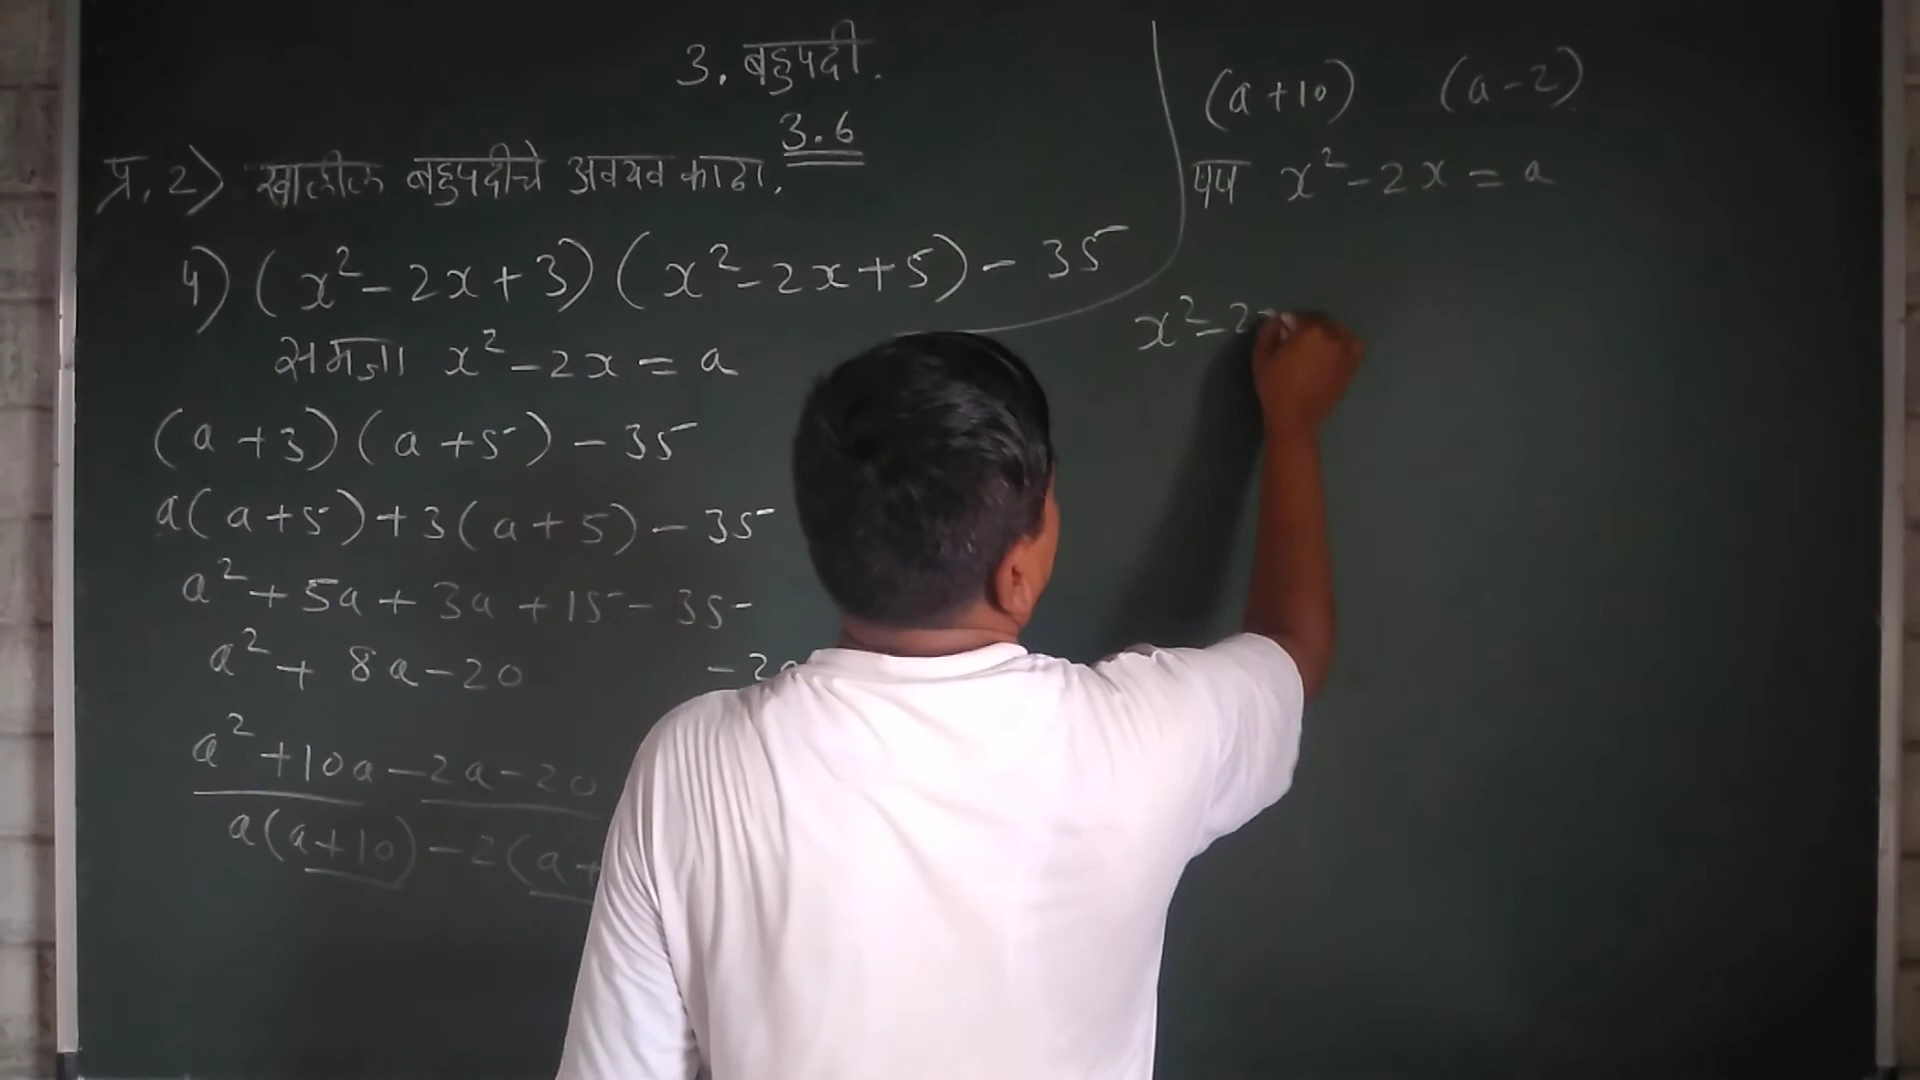 3. बहुपदी.
3.6
प्र. 2) खालील बहुपदीचे अवयव काढा.
4) (x² - 2x + 3) (x² - 2x + 5) - 35
समजा x² - 2x = a
(a + 3) (a + 5) - 35
a(a + 5) + 3(a + 5) - 35
a² + 5a + 3a + 15 - 35
a² + 8a - 20
a² + 10a - 2a - 20
a(a + 10) - 2(a +
(a + 10) (a - 2)
पण x² - 2x = a
x² - 2x